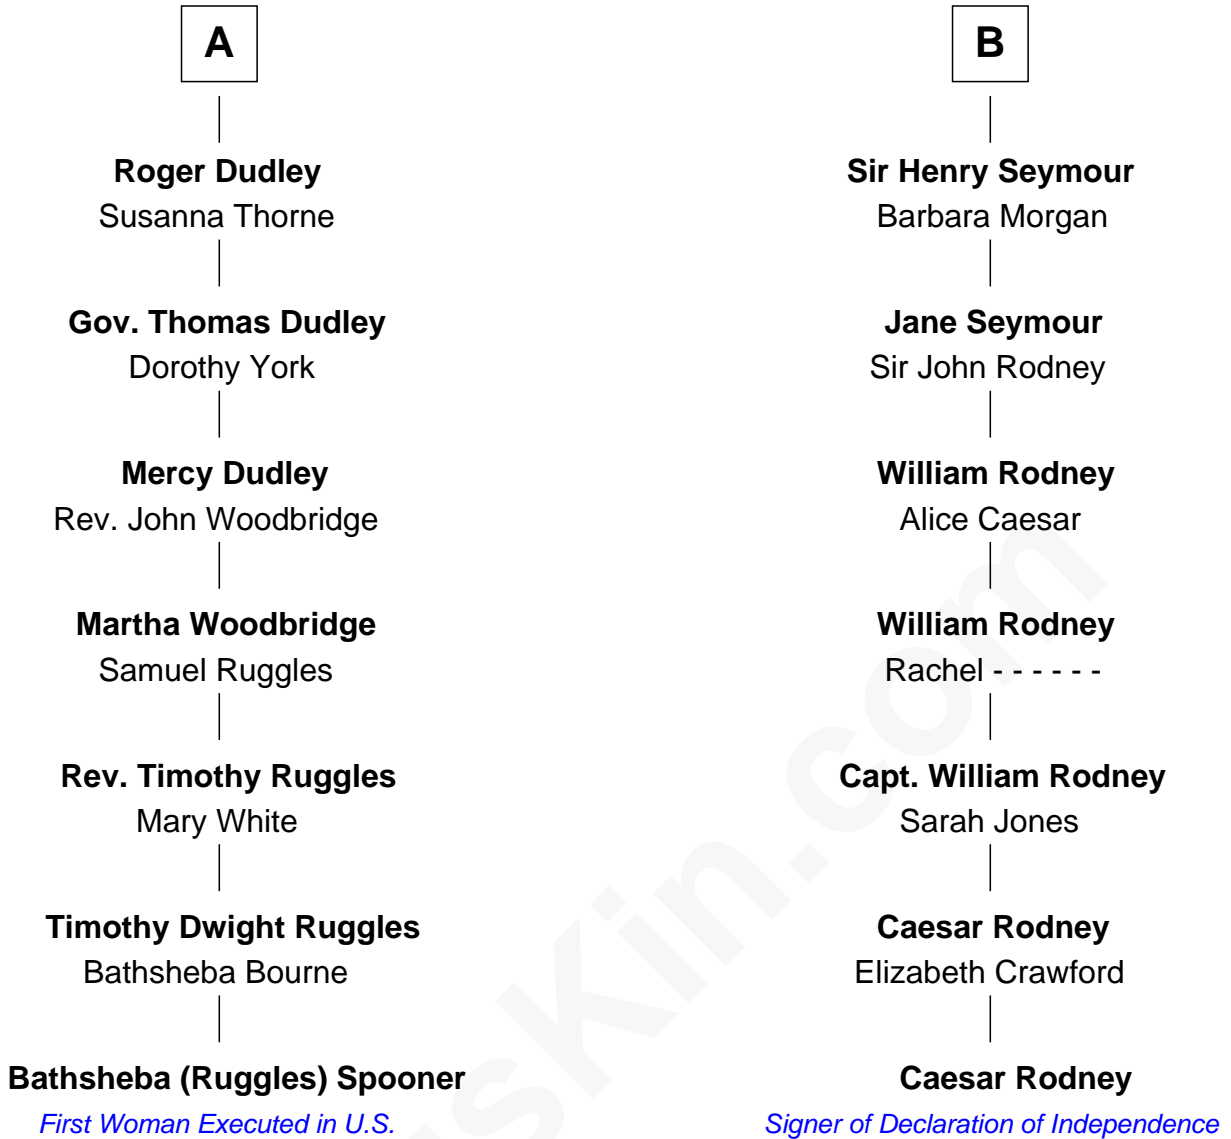 A
Roger Dudley
Susanna Thorne
Gov. Thomas Dudley
Dorothy York
Mercy Dudley
Rev. John Woodbridge
Martha Woodbridge
Samuel Ruggles
Rev. Timothy Ruggles
Mary White
Timothy Dwight Ruggles
Bathsheba Bourne
Bathsheba (Ruggles) Spooner
First Woman Executed in U.S.
B
Sir Henry Seymour
Barbara Morgan
Jane Seymour
Sir John Rodney
William Rodney
Alice Caesar
William Rodney
Rachel - - - - - -
Capt. William Rodney
Sarah Jones
Caesar Rodney
Elizabeth Crawford
Caesar Rodney
Signer of Declaration of Independence
usKin.com